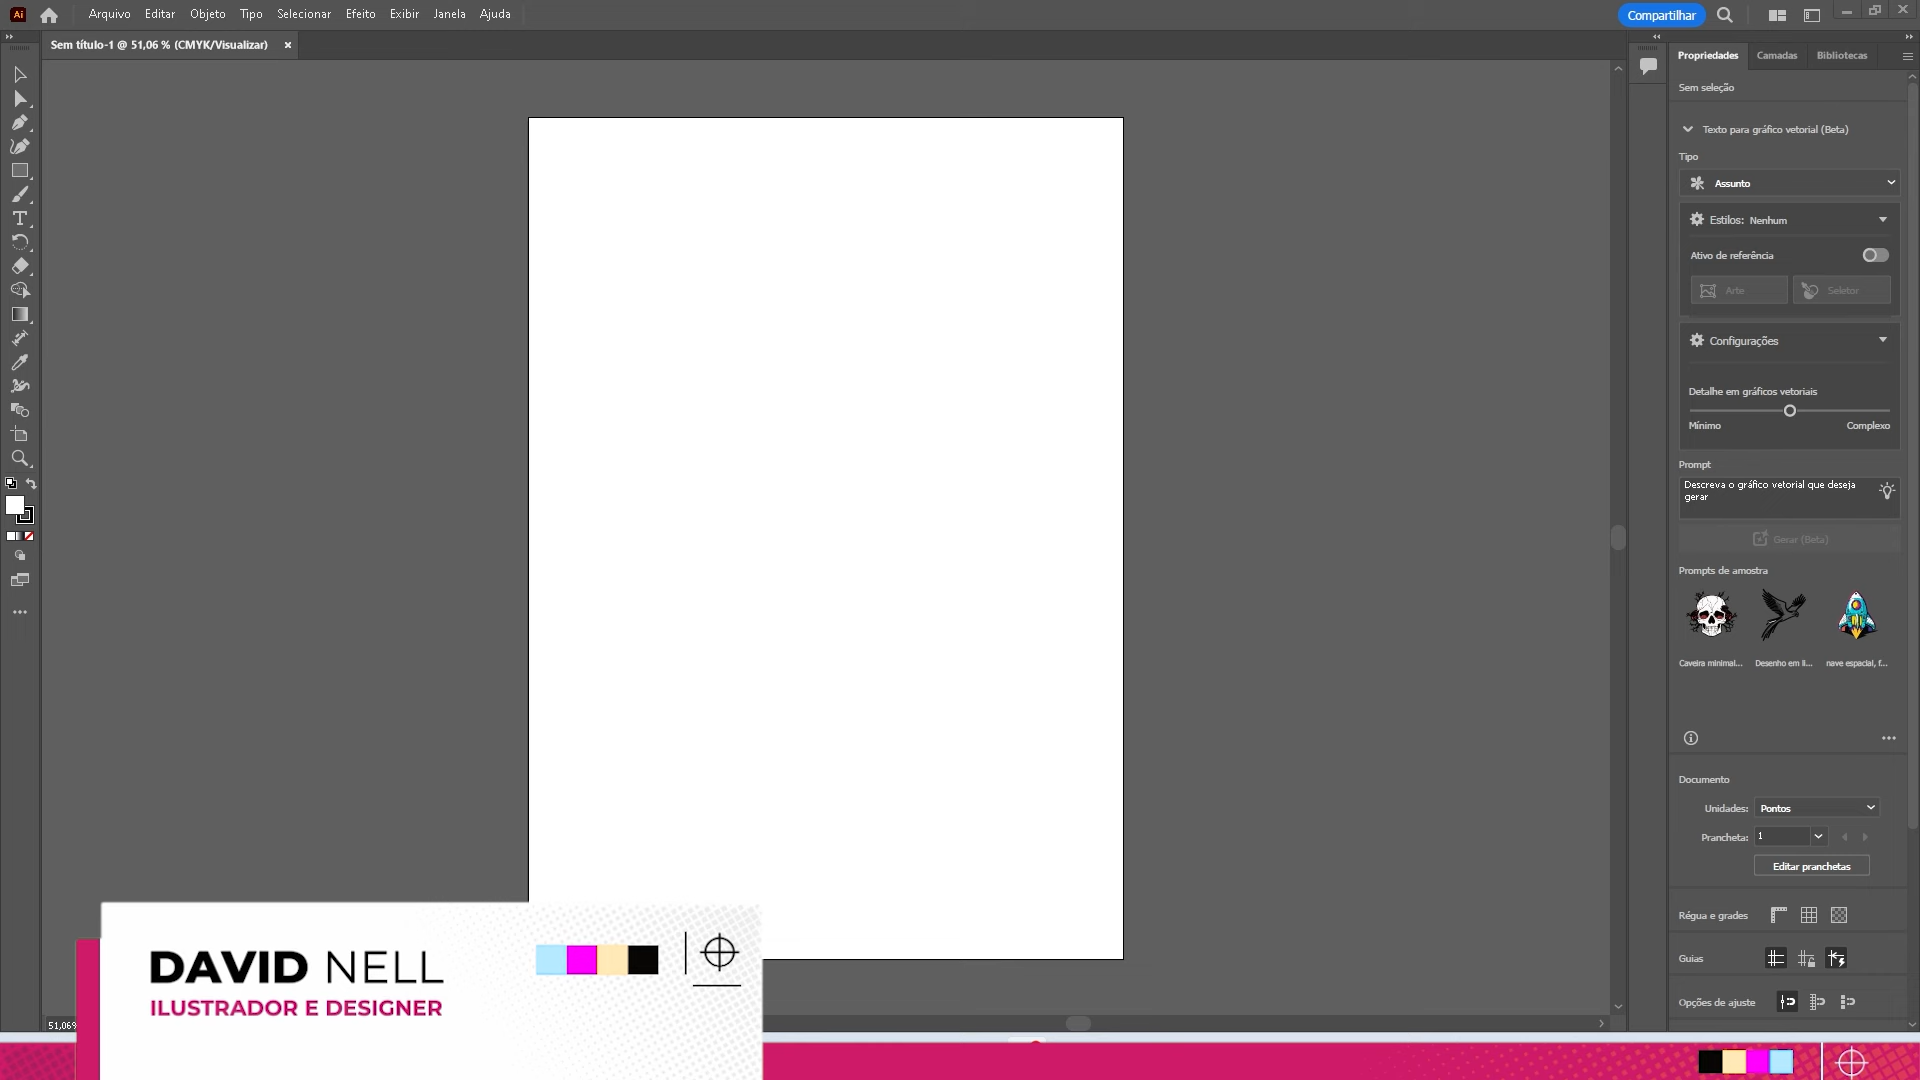 Ai
Arquivo Editar Objeto Tipo Selecionar Efeito Exibir Janela Ajuda
Compartilhar
Sem título-1 @ 51,06 % (CMYK/Visualizar) ×
Propriedades Camadas Bibliotecas
Sem seleção
Texto para gráfico vetorial (Beta)
Tipo
Assunto
Estilos: Nenhum
Ativo de referência
Arte Seletor
Configurações
Detalhe em gráficos vetoriais
Mínimo Complexo
Prompt
Descreva o gráfico vetorial que deseja
gerar
Gerar (Beta)
Prompts de amostra
Caveira minimal... Desenho em li... nave espacial, f...
Documento
Unidades: Pontos
Prancheta: 1
Editar pranchetas
Régua e grades
Guias
Opções de ajuste
51,06%
DAVID NELL
ILUSTRADOR E DESIGNER